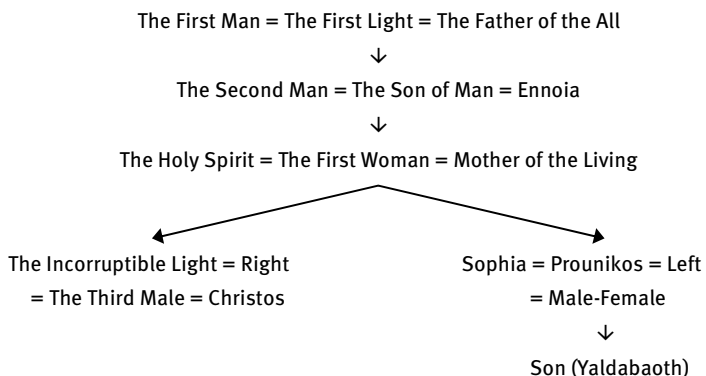 The First Man = The First Light = The Father of the All
The Second Man = The Son of Man = Ennoia
The Holy Spirit = The First Woman = Mother of the Living
The Incorruptible Light = Right
= The Third Male = Christos
Sophia = Prounikos = Left
= Male-Female
Son (Yaldabaoth)